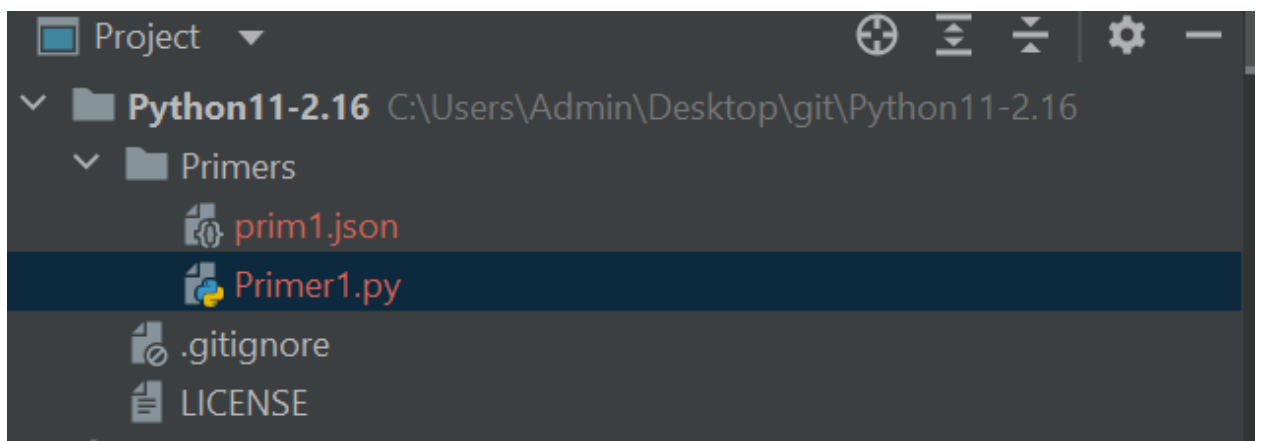 Project
Python11-2.16 C:\Users\Admin\Desktop\git\Python11-2.16
Primers
prim1.json
Primer1.py
.gitignore
LICENSE